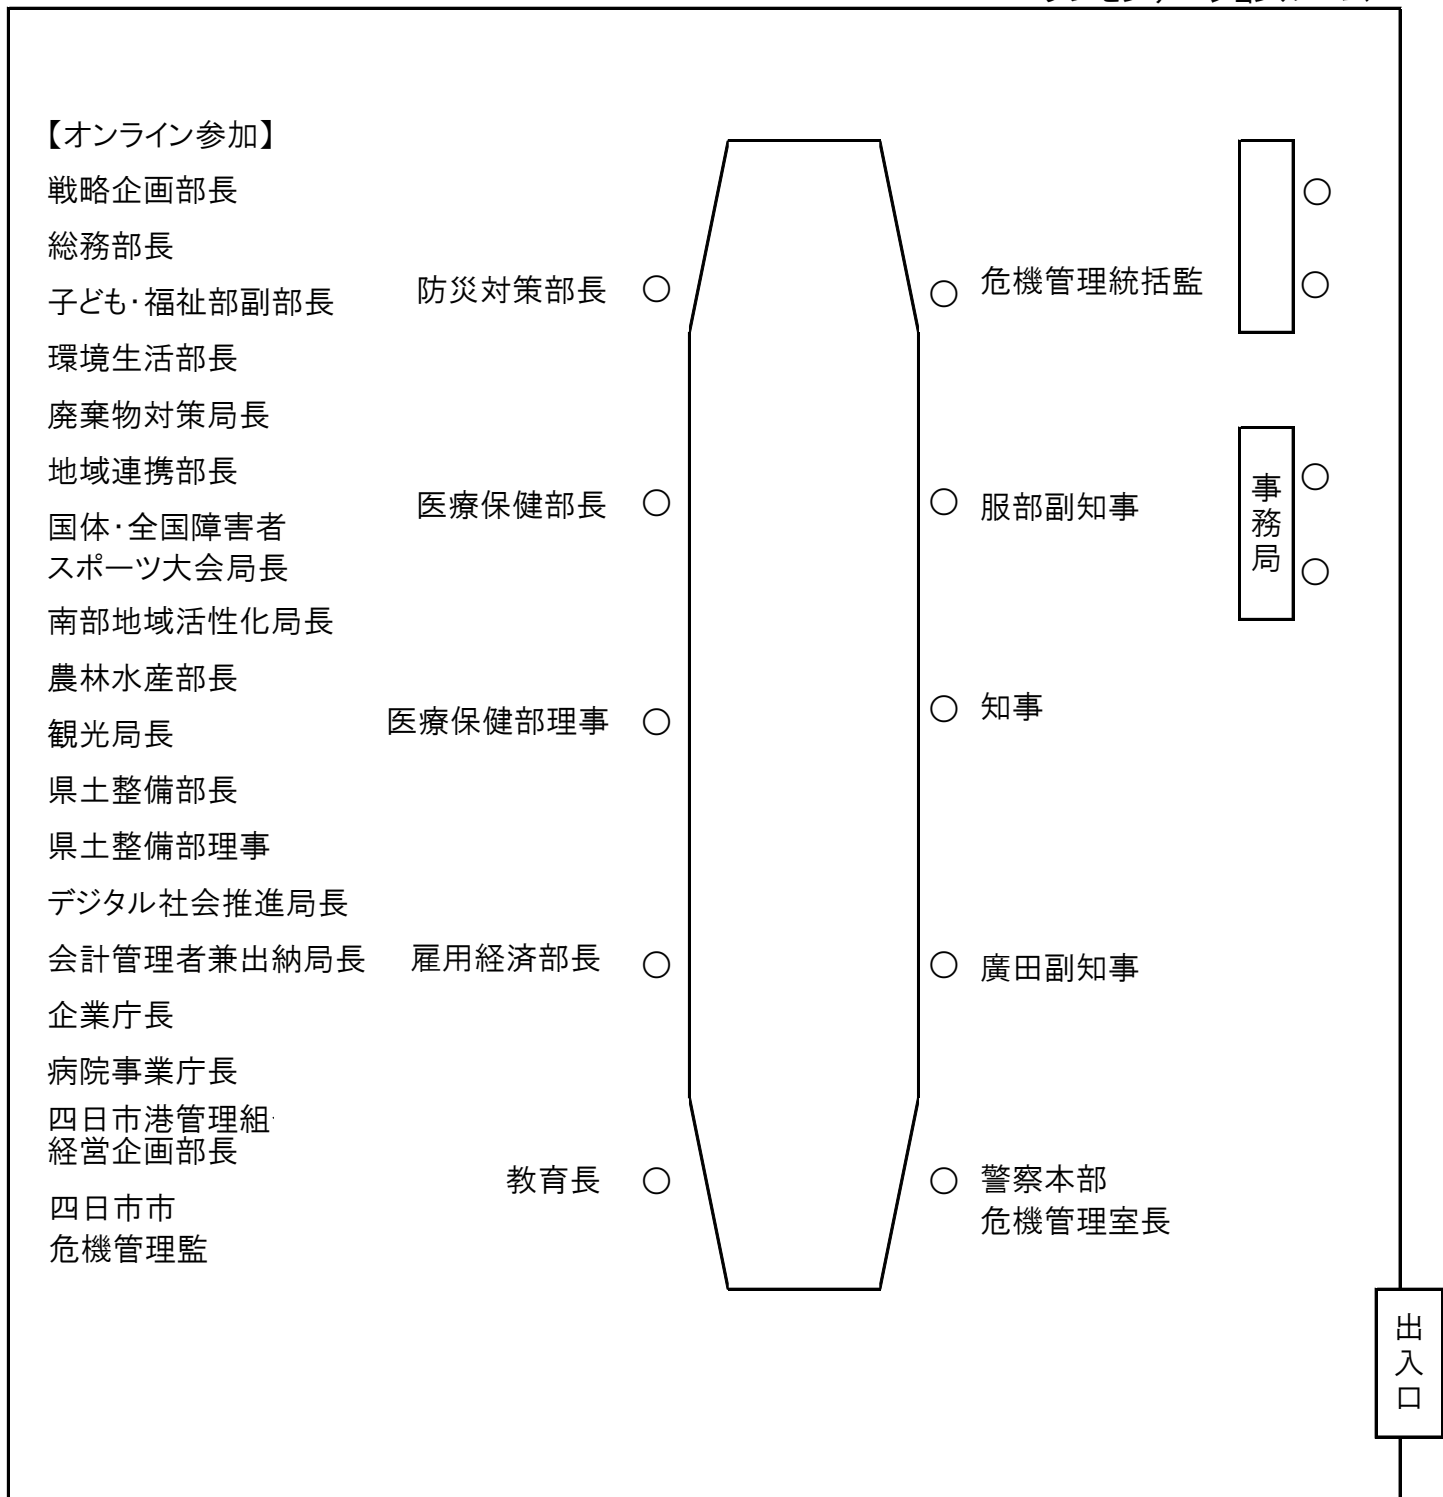 【オンライン参加】
戦略企画部長
総務部長
子ども・福祉部副部長
環境生活部長
廃棄物対策局長
地域連携部長
国体・全国障害者
スポーツ大会局長
南部地域活性化局長
農林水産部長
観光局長
県土整備部長
県土整備部理事
デジタル社会推進局長
会計管理者兼出納局長
企業庁長
病院事業庁長
四日市港管理組
経営企画部長
四日市市
危機管理監
防災対策部長 ○
医療保健部長 ○
医療保健部理事 ○
雇用経済部長 ○
教育長 ○
○ 危機管理統括監
○ 服部副知事
○ 知事
○ 廣田副知事
○ 警察本部
危機管理室長
○
○
事務局
○
○
出入口